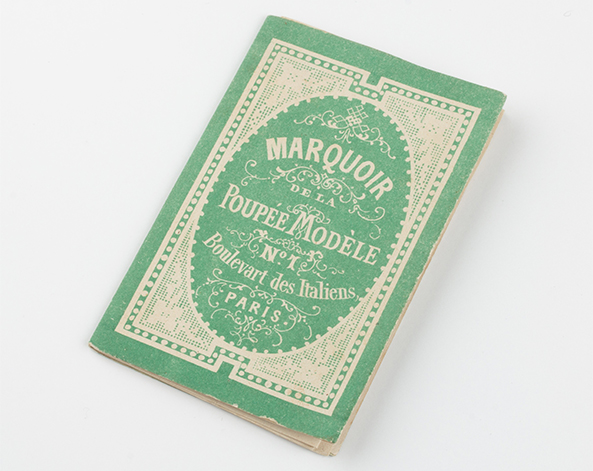 MARQUOIR
DE LA
POUPÉE MODÈLE
No. 1
Boulevart des Italiens,
PARIS